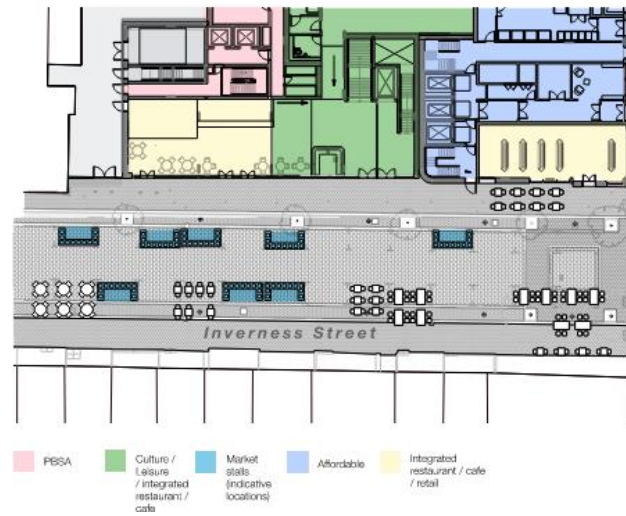 Inverness Street
PBSA
Culture /
Leisure
/ integrated
restaurant /
cafe
Market
stalls
(indicative
locations)
Affordable
Integrated
restaurant / cafe
/ retail